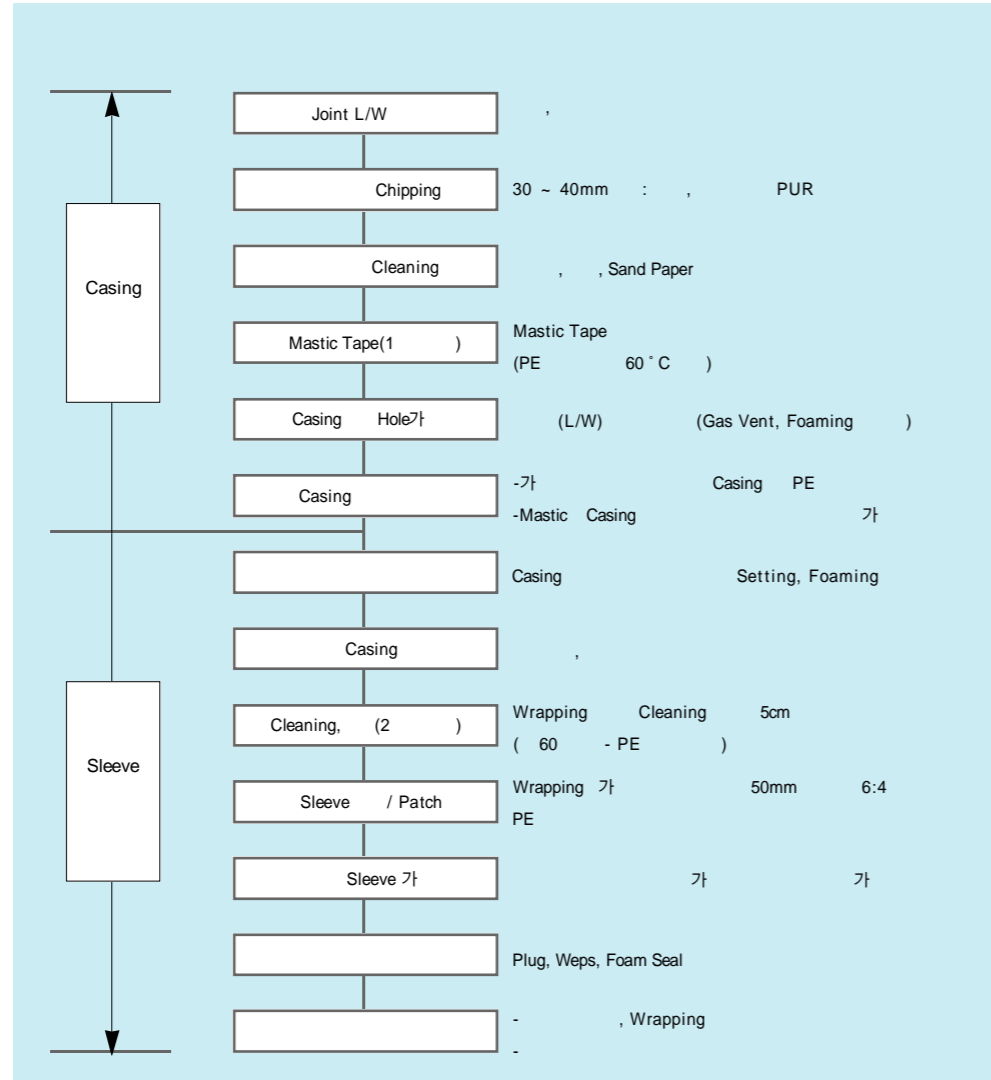 Joint L/W ,
Chipping 30 ~ 40mm : , PUR
Cleaning , , Sand Paper
Mastic Tape(1 ) Mastic Tape
(PE 60 ˚C )
Casing Hole가 (L/W) (Gas Vent, Foaming )
Casing
Casing -가 Casing PE
-Mastic Casing 가
Casing Setting, Foaming
Casing ,
Cleaning, (2 ) Wrapping Cleaning 5cm
( 60 - PE )
Sleeve
Sleeve / Patch Wrapping 가 50mm 6:4
PE
Sleeve 가 가 가
Plug, Weps, Foam Seal
- , Wrapping
-